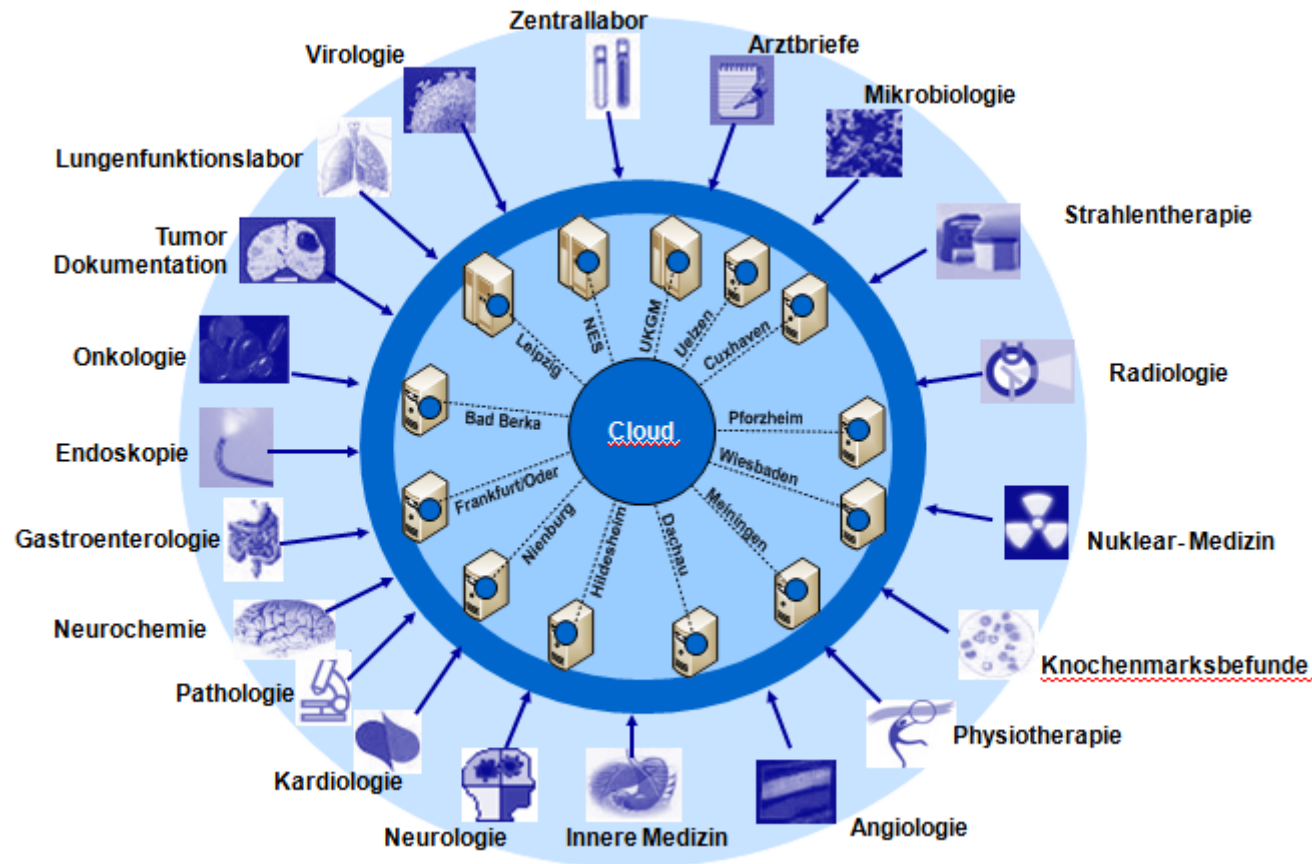 Zentrallabor
Arztbriefe
Virologie
Mikrobiologie
Lungenfunktionslabor
Strahlentherapie
Tumor
Dokumentation
Onkologie
Radiologie
Endoskopie
Gastroenterologie
Nuklear-Medizin
Neurochemie
Knochenmarksbefunde
Pathologie
Physiotherapie
Kardiologie
Neurologie
Innere Medizin
Angiologie
Leipzig
NES
UKGM
Uelzen
Cuxhaven
Bad Berka
Cloud
Pforzheim
Wiesbaden
Frankfurt/Oder
Meiningen
Nienburg
Hildesheim
Dachau